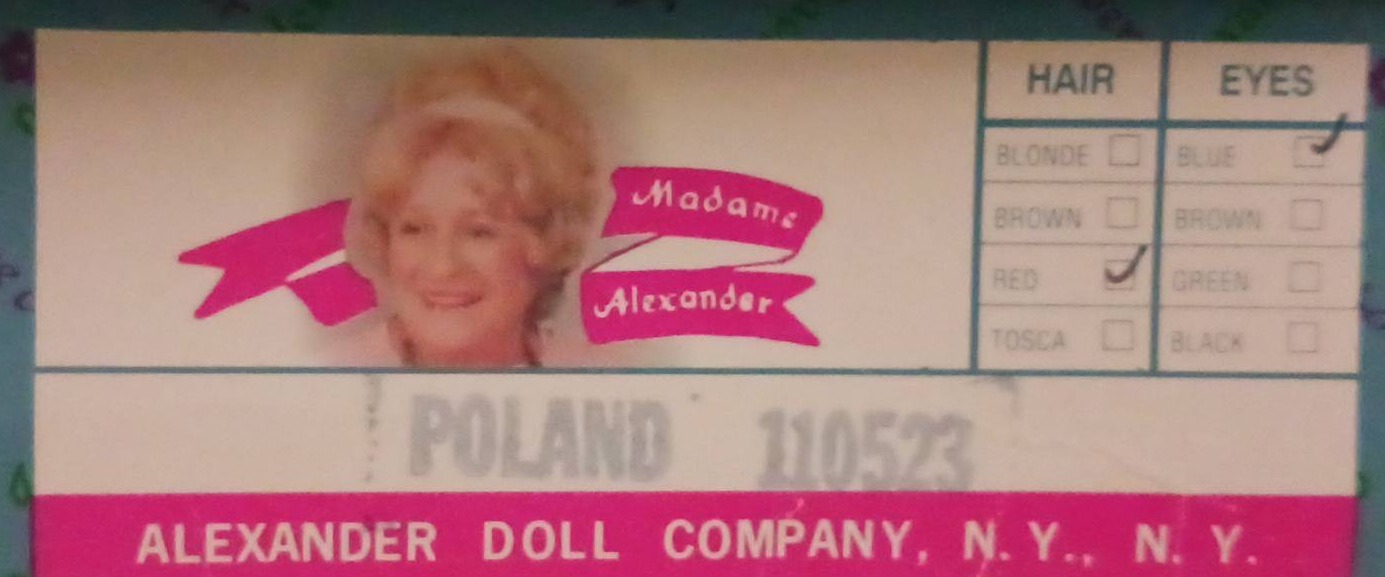 Madame
Alexander
HAIR EYES
BLONDE BLUE
BROWN BROWN
RED GREEN
TOSCA BLACK
POLAND 110523
ALEXANDER DOLL COMPANY, N. Y., N. Y.